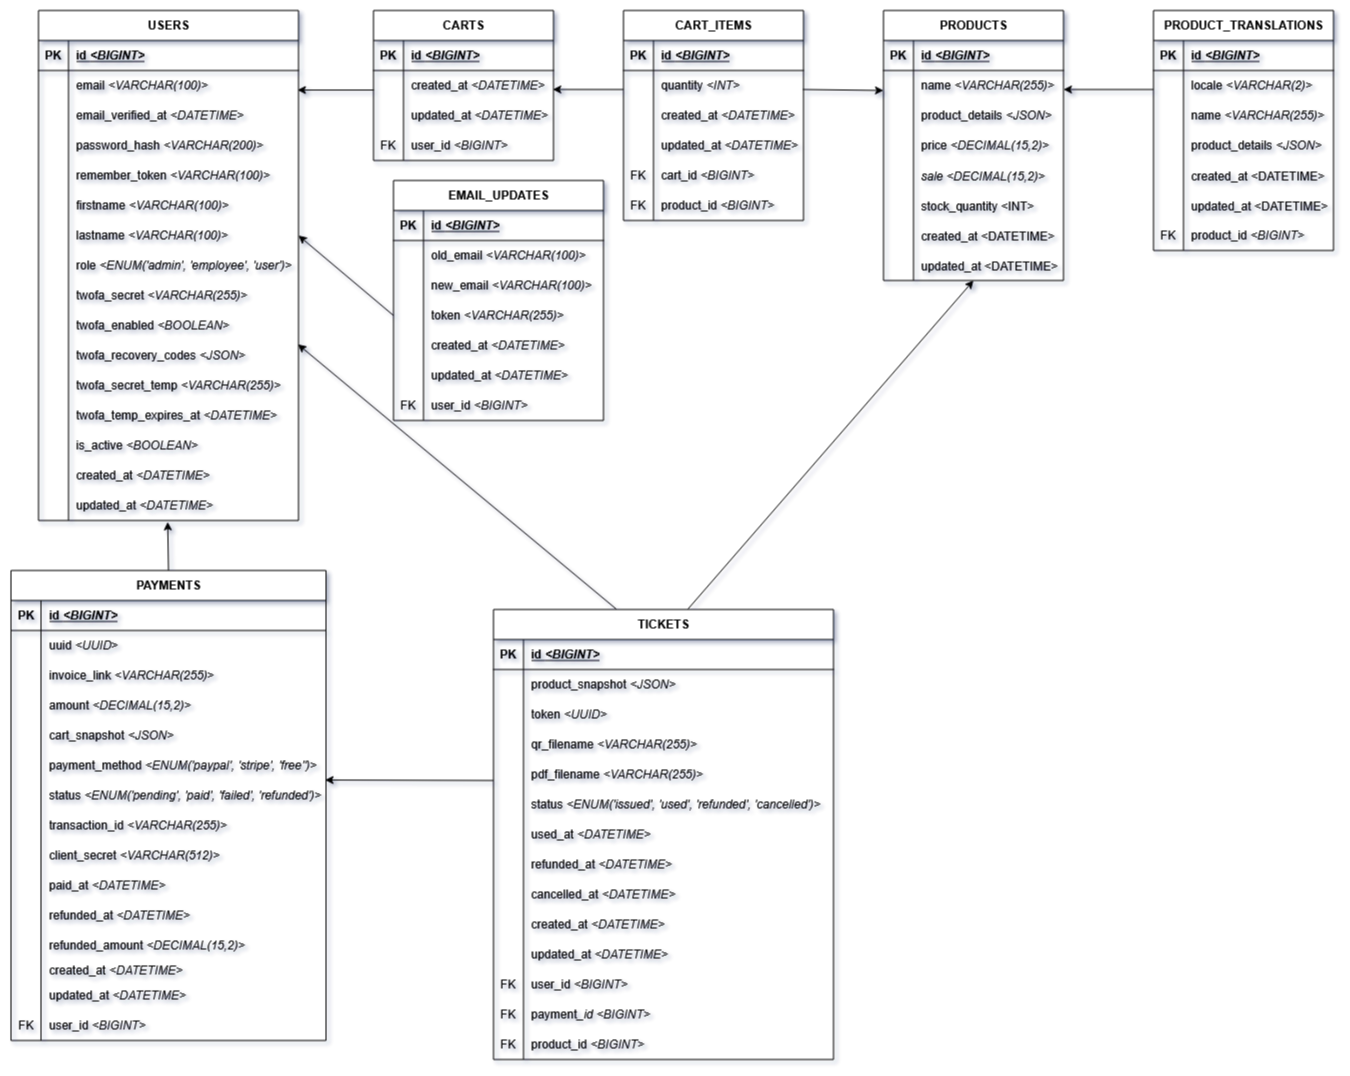 USERS
PK id <BIGINT>
email <VARCHAR(100)>
email_verified_at <DATETIME>
password_hash <VARCHAR(200)>
remember_token <VARCHAR(100)>
firstname <VARCHAR(100)>
lastname <VARCHAR(100)>
role <ENUM('admin', 'employee', 'user')>
twofa_secret <VARCHAR(255)>
twofa_enabled <BOOLEAN>
twofa_recovery_codes <JSON>
twofa_secret_temp <VARCHAR(255)>
twofa_temp_expires_at <DATETIME>
is_active <BOOLEAN>
created_at <DATETIME>
updated_at <DATETIME>
CARTS
PK id <BIGINT>
created_at <DATETIME>
updated_at <DATETIME>
FK user_id <BIGINT>
CART_ITEMS
PK id <BIGINT>
quantity <INT>
created_at <DATETIME>
updated_at <DATETIME>
FK cart_id <BIGINT>
FK product_id <BIGINT>
PRODUCTS
PK id <BIGINT>
name <VARCHAR(255)>
product_details <JSON>
price <DECIMAL(15,2)>
sale <DECIMAL(15,2)>
stock_quantity <INT>
created_at <DATETIME>
updated_at <DATETIME>
PRODUCT_TRANSLATIONS
PK id <BIGINT>
locale <VARCHAR(2)>
name <VARCHAR(255)>
product_details <JSON>
created_at <DATETIME>
updated_at <DATETIME>
FK product_id <BIGINT>
EMAIL_UPDATES
PK id <BIGINT>
old_email <VARCHAR(100)>
new_email <VARCHAR(100)>
token <VARCHAR(255)>
created_at <DATETIME>
updated_at <DATETIME>
FK user_id <BIGINT>
PAYMENTS
PK id <BIGINT>
uuid <UUID>
invoice_link <VARCHAR(255)>
amount <DECIMAL(15,2)>
cart_snapshot <JSON>
payment_method <ENUM('paypal', 'stripe', 'free'')>
status <ENUM('pending', 'paid', 'failed', 'refunded')>
transaction_id <VARCHAR(255)>
client_secret <VARCHAR(512)>
paid_at <DATETIME>
refunded_at <DATETIME>
refunded_amount <DECIMAL(15,2)>
created_at <DATETIME>
updated_at <DATETIME>
FK user_id <BIGINT>
TICKETS
PK id <BIGINT>
product_snapshot <JSON>
token <UUID>
qr_filename <VARCHAR(255)>
pdf_filename <VARCHAR(255)>
status <ENUM('issued', 'used', 'refunded', 'cancelled')>
used_at <DATETIME>
refunded_at <DATETIME>
cancelled_at <DATETIME>
created_at <DATETIME>
updated_at <DATETIME>
FK user_id <BIGINT>
FK payment_id <BIGINT>
FK product_id <BIGINT>